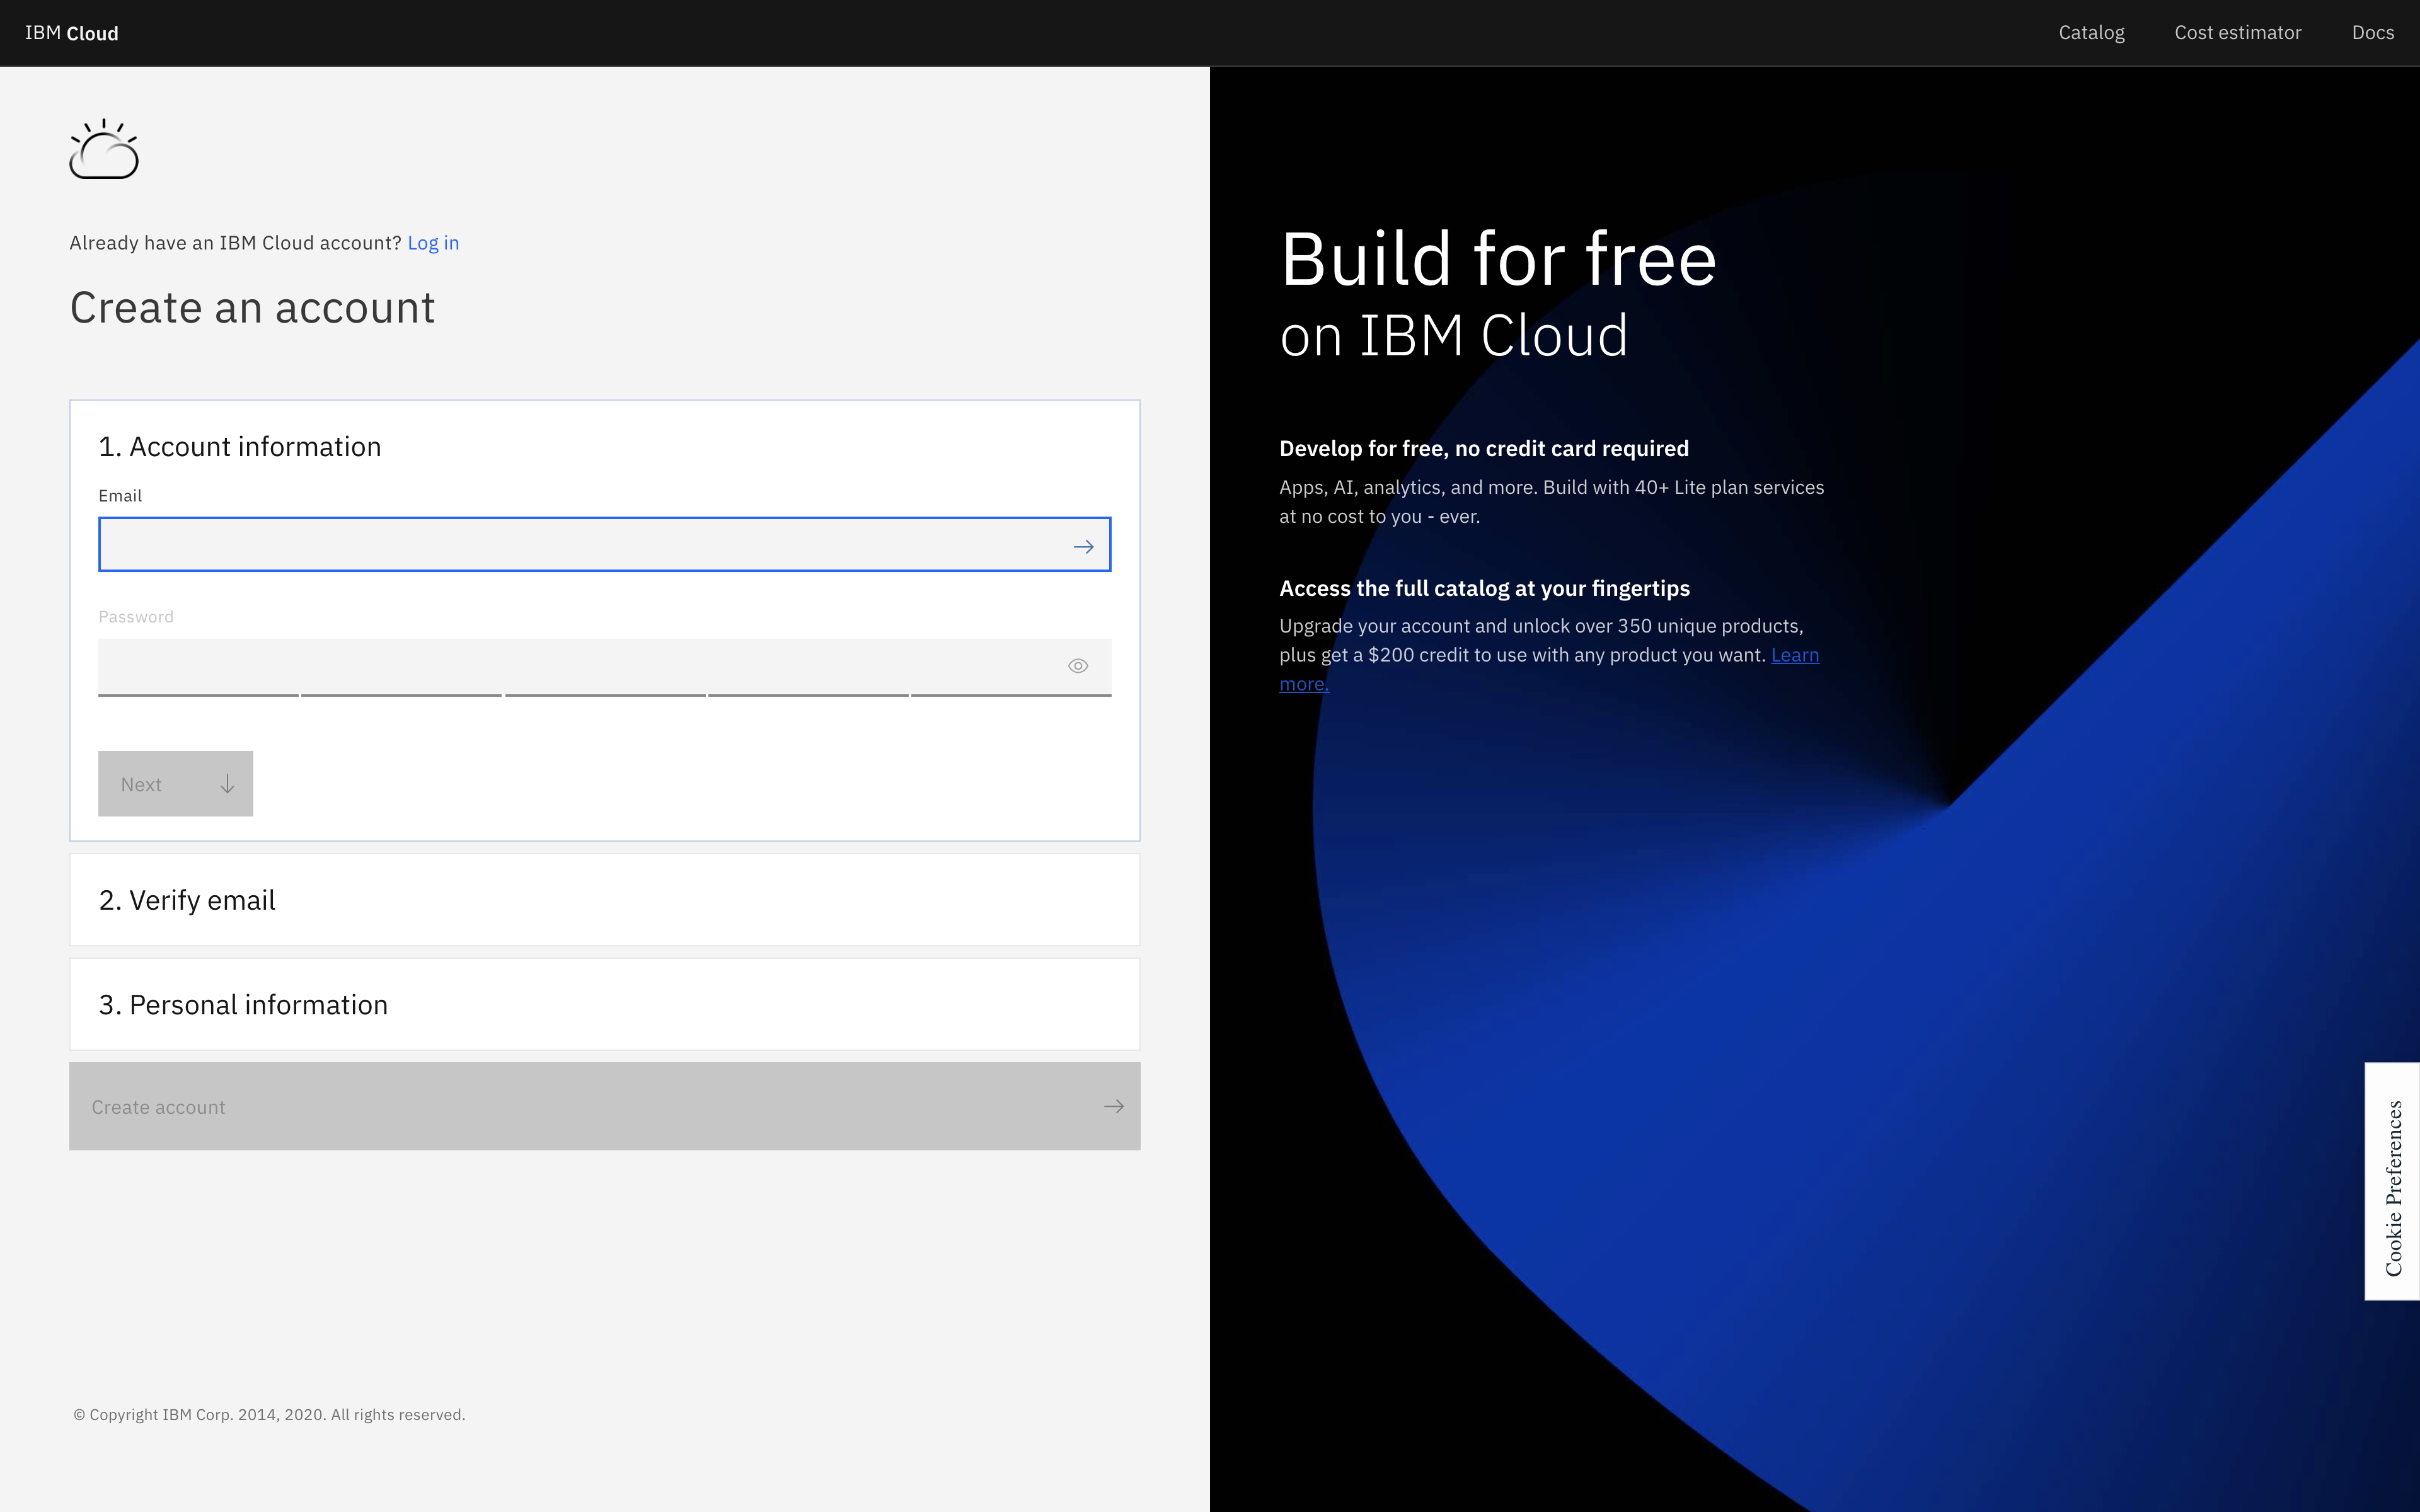 IBM Cloud
Catalog
Cost estimator
Docs
Already have an IBM Cloud account? Log in
Create an account
1. Account information
Email
Password
Next
2. Verify email
3. Personal information
Create account
© Copyright IBM Corp. 2014, 2020. All rights reserved.
Build for free
on IBM Cloud
Develop for free, no credit card required
Apps, AI, analytics, and more. Build with 40+ Lite plan services
at no cost to you - ever.
Access the full catalog at your fingertips
Upgrade your account and unlock over 350 unique products,
plus get a $200 credit to use with any product you want. Learn
more.
Cookie Preferences